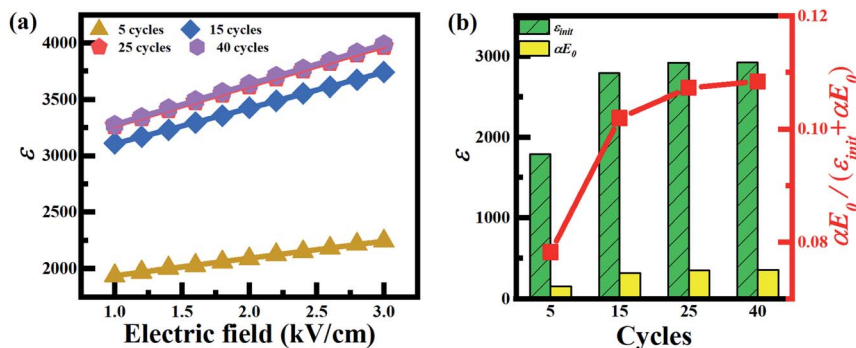 (a)
5 cycles 15 cycles
25 cycles 40 cycles
4000
3500
3000
2500
2000
ε
1.0 1.5 2.0 2.5 3.0
Electric field (kV/cm)
(b)
ε_init
αE_0
3000
2000
1000
0
ε
5 15 25 40
Cycles
0.12
0.10
0.08
αE_0 / (ε_init+αE_0)